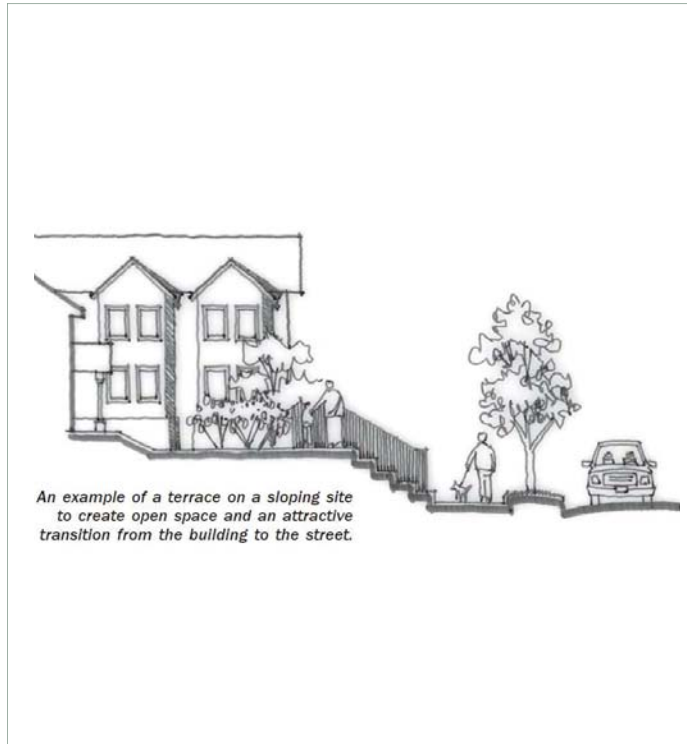 An example of a terrace on a sloping site
to create open space and an attractive
transition from the building to the street.